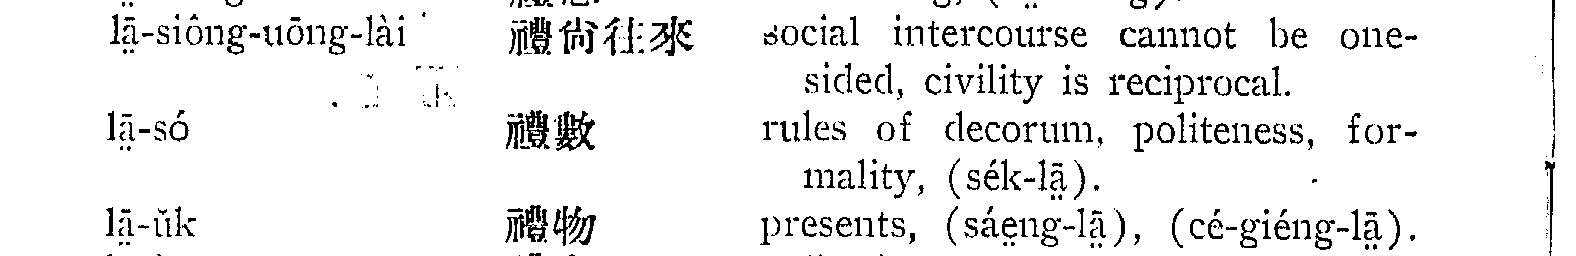 lā̤-siông-uōng-lài 禮尙往來 social intercourse cannot be one-
sided, civility is reciprocal.
lā̤-só 禮數 rules of decorum, politeness, for-
mality, (sék-lā̤).
lā̤-ŭk 禮物 presents, (sáe̤ng-lā̤), (cé-giéng-lā̤).